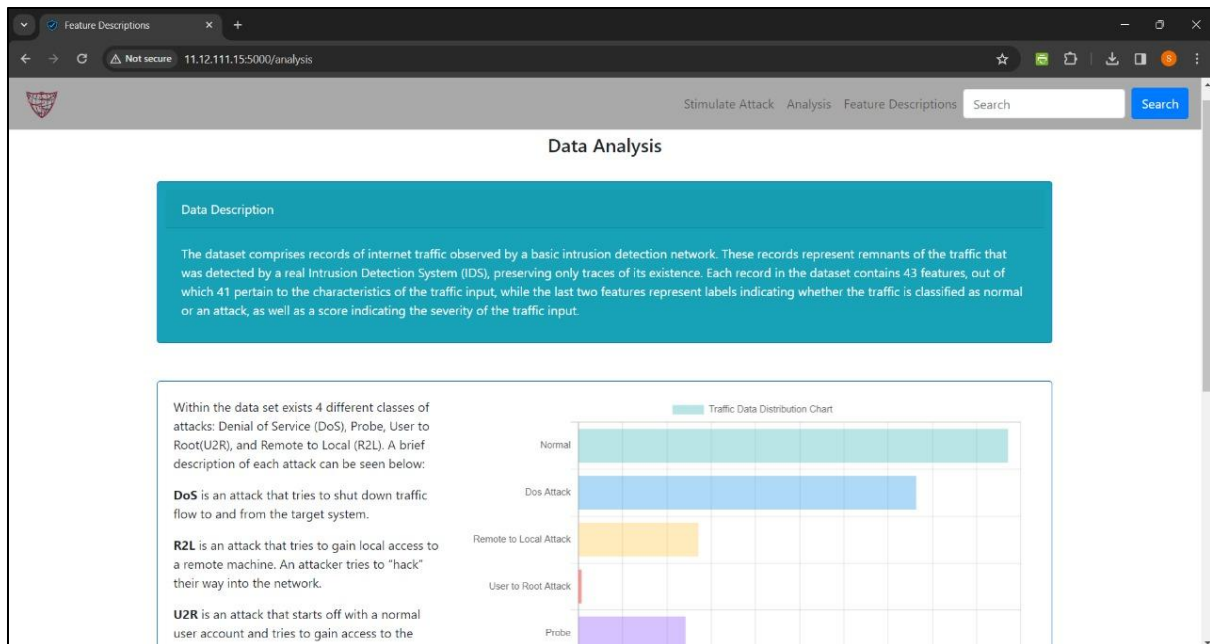 Feature Descriptions
Not secure 11.12.111.15:5000/analysis
S
Stimulate Attack Analysis Feature Descriptions Search Search
Data Analysis
Data Description
The dataset comprises records of internet traffic observed by a basic intrusion detection network. These records represent remnants of the traffic that
was detected by a real Intrusion Detection System (IDS), preserving only traces of its existence. Each record in the dataset contains 43 features, out of
which 41 pertain to the characteristics of the traffic input, while the last two features represent labels indicating whether the traffic is classified as normal
or an attack, as well as a score indicating the severity of the traffic input.
Within the data set exists 4 different classes of
attacks: Denial of Service (DoS), Probe, User to
Root(U2R), and Remote to Local (R2L). A brief
description of each attack can be seen below:
DoS is an attack that tries to shut down traffic
flow to and from the target system.
R2L is an attack that tries to gain local access to
a remote machine. An attacker tries to "hack"
their way into the network.
U2R is an attack that starts off with a normal
user account and tries to gain access to the
Traffic Data Distribution Chart
Normal
Dos Attack
Remote to Local Attack
User to Root Attack
Probe